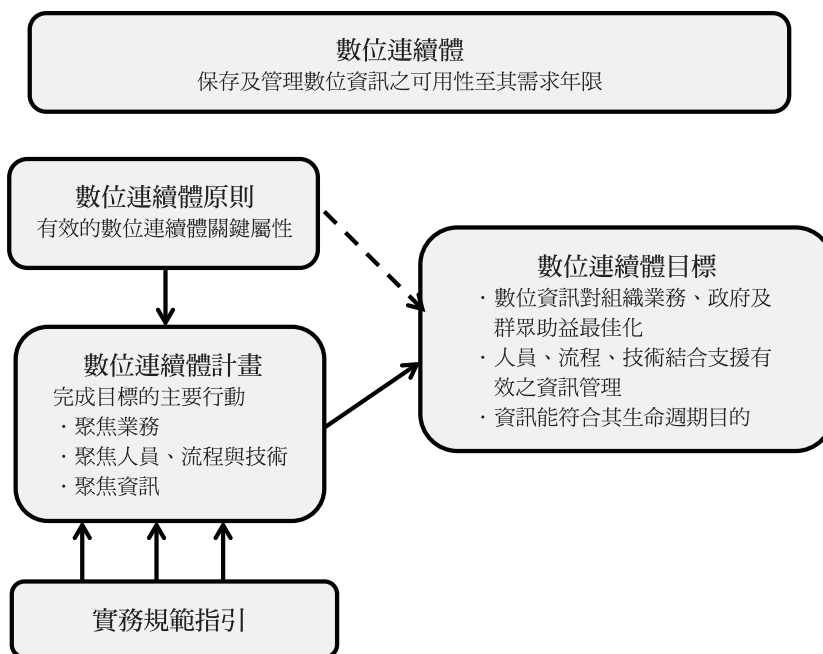 數位連續體
保存及管理數位資訊之可用性至其需求年限
數位連續體原則
有效的數位連續體關鍵屬性
數位連續體目標
·數位資訊對組織業務、政府及
群眾助益最佳化
·人員、流程、技術結合支援有
效之資訊管理
·資訊能符合其生命週期目的
數位連續體計畫
完成目標的主要行動
·聚焦業務
·聚焦人員、流程與技術
·聚焦資訊
實務規範指引